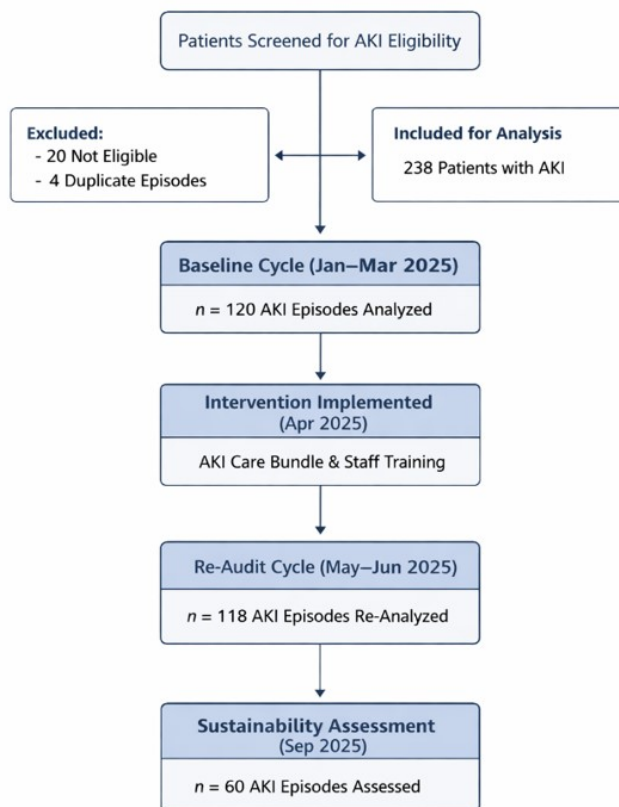 Patients Screened for AKI Eligibility
Excluded:
- 20 Not Eligible
- 4 Duplicate Episodes
Included for Analysis
238 Patients with AKI
Baseline Cycle (Jan–Mar 2025)
n = 120 AKI Episodes Analyzed
Intervention Implemented
(Apr 2025)
AKI Care Bundle & Staff Training
Re-Audit Cycle (May–Jun 2025)
n = 118 AKI Episodes Re-Analyzed
Sustainability Assessment
(Sep 2025)
n = 60 AKI Episodes Assessed